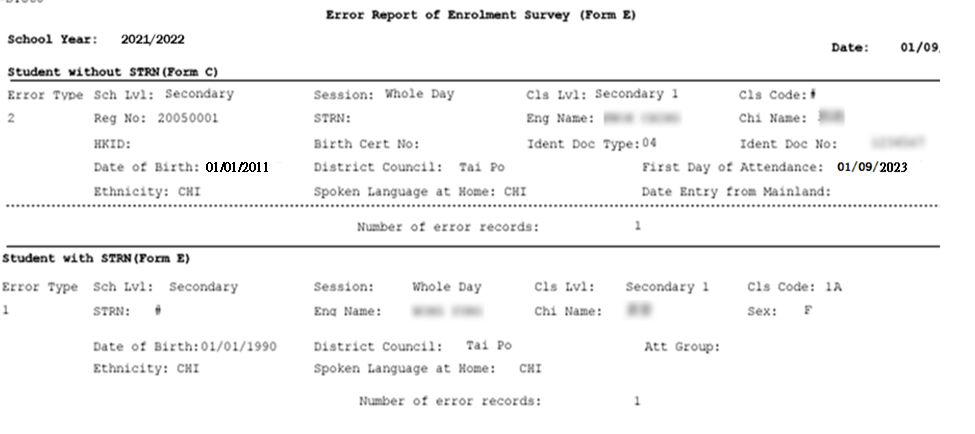 Error Report of Enrolment Survey (Form E)
School Year: 2021/2022
Date: 01/09
Student without STRN(Form C)
Error Type Sch Lvl: Secondary Session: Whole Day Cls Lvl: Secondary 1 Cls Code:#
2 Reg No: 20050001 STRN: Eng Name: Chi Name:
HKID: Birth Cert No: Ident Doc Type:04 Ident Doc No:
Date of Birth: 01/01/2011 District Council: Tai Po First Day of Attendance: 01/09/2023
Ethnicity: CHI Spoken Language at Home: CHI Date Entry from Mainland:
Number of error records: 1
Student with STRN(Form E)
Error Type Sch Lvl: Secondary Session: Whole Day Cls Lvl: Secondary 1 Cls Code: 1A
1 STRN: # Eng Name: Chi Name: Sex: F
Date of Birth:01/01/1990 District Council: Tai Po Att Group:
Ethnicity: CHI Spoken Language at Home: CHI
Number of error records: 1